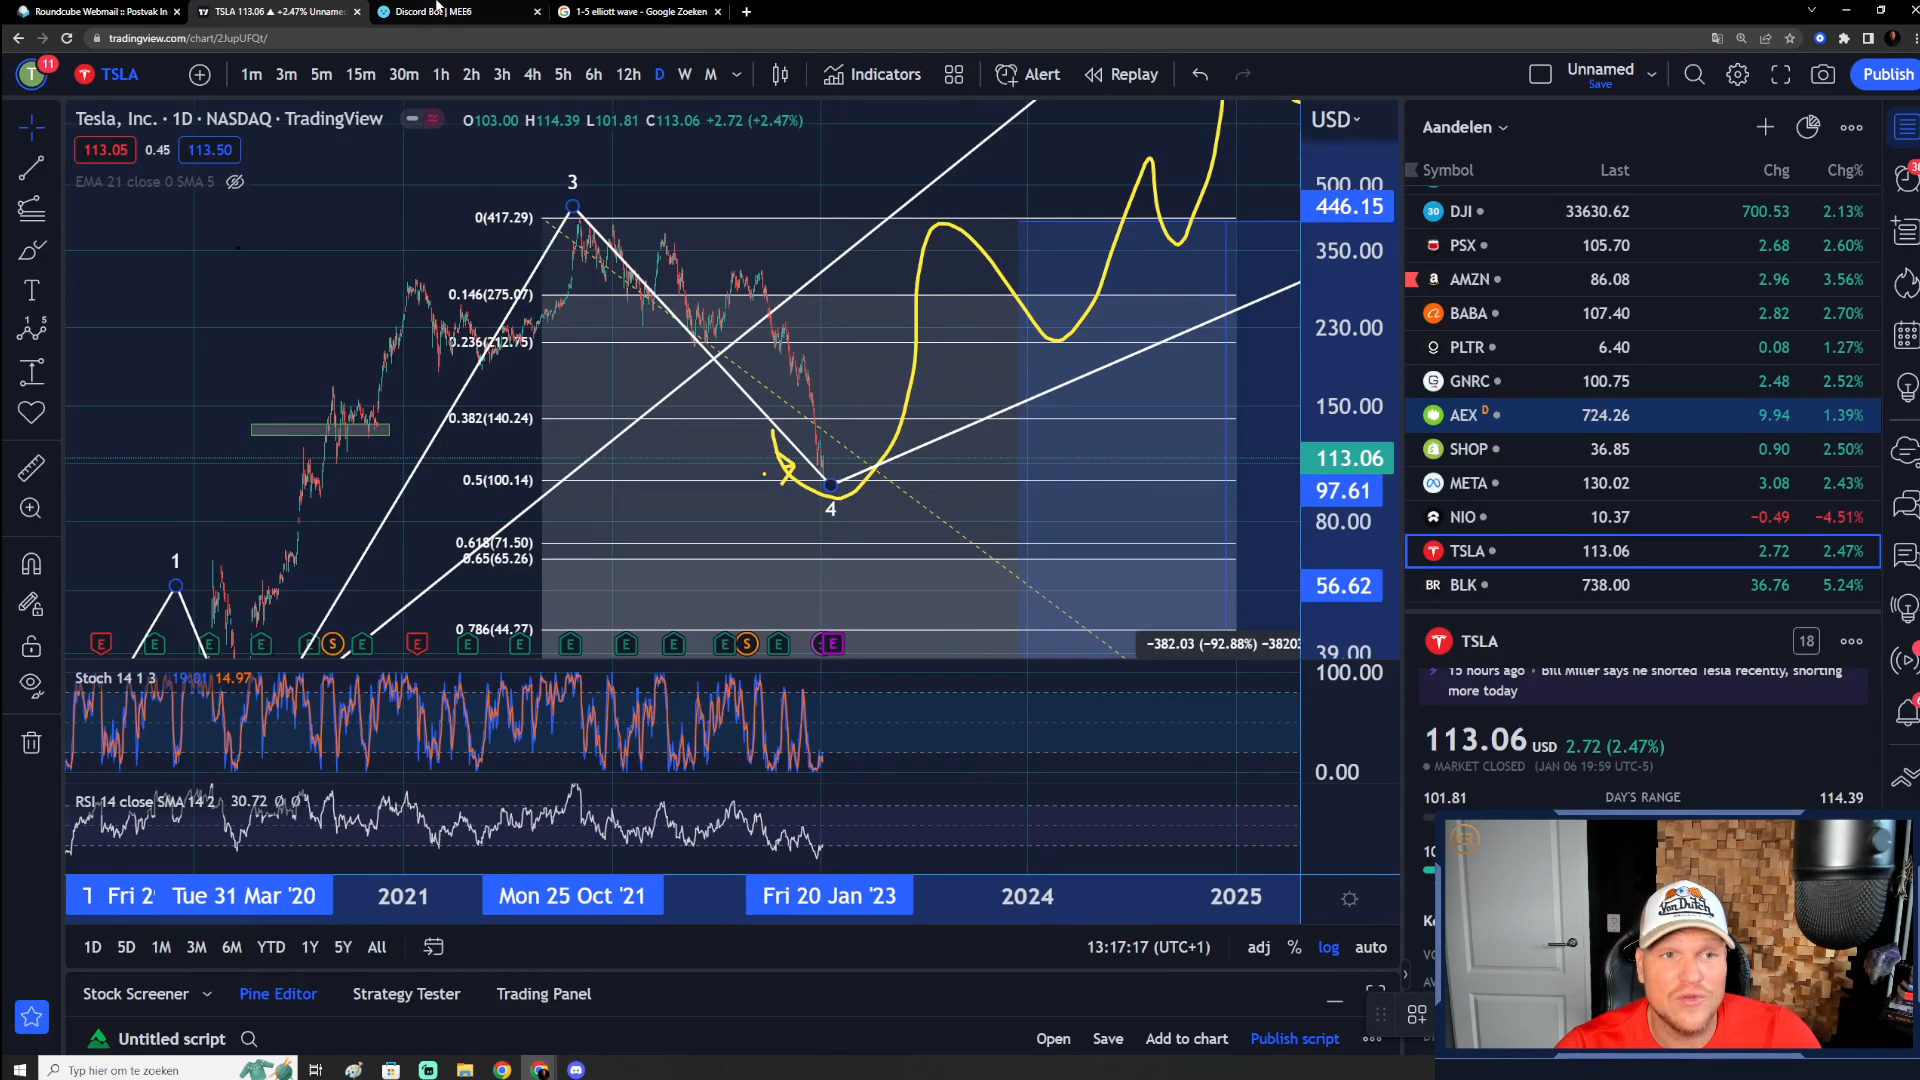 Roundcube Webmail :: Postvak In
TSLA 113.06 ▲ +2.47% Unname
Discord Bot | MEE6
1-5 elliott wave - Google Zoeken
tradingview.com/chart/2JupUFQt/
T 11 TSLA 1m 3m 5m 15m 30m 1h 2h 3h 4h 5h 6h 12h D W M Indicators Alert Replay Unnamed Publish
Save
Tesla, Inc. · 1D · NASDAQ · TradingView O103.00 H114.39 L101.81 C113.06 +2.72 (+2.47%)
113.05 0.45 113.50
EMA 21 close 0 SMA 5
3
0(417.29)
0.146(275.07)
0.236(212.75)
0.382(140.24)
0.5(100.14)
4
0.618(71.50)
0.65(65.26)
1
0.786(44.27)
−382.03 (−92.88%) −3820
USD
500.00
446.15
350.00
230.00
150.00
113.06
97.61
80.00
56.62
39.00
Stoch 14 1 3 19.01 14.97
100.00
0.00
RSI 14 close SMA 14 2 30.72 Ø Ø
Fri 2 Tue 31 Mar '20 2021 Mon 25 Oct '21 Fri 20 Jan '23 2024 2025
1D 5D 1M 3M 6M YTD 1Y 5Y All 13:17:17 (UTC+1) adj % log auto
Stock Screener Pine Editor Strategy Tester Trading Panel
Untitled script Open Save Add to chart Publish script
Typ hier om te zoeken
Aandelen
Symbol Last Chg Chg%
30 DJI 33630.62 700.53 2.13%
PSX 105.70 2.68 2.60%
AMZN 86.08 2.96 3.56%
BABA 107.40 2.82 2.70%
PLTR 6.40 0.08 1.27%
GNRC 100.75 2.48 2.52%
AEX D 724.26 9.94 1.39%
SHOP 36.85 0.90 2.50%
META 130.02 3.08 2.43%
NIO 10.37 −0.49 −4.51%
TSLA 113.06 2.72 2.47%
BR BLK 738.00 36.76 5.24%
TSLA 18
15 hours ago • Bill Miller says he shorted Tesla recently, shorting
more today
113.06 USD 2.72 (2.47%)
MARKET CLOSED (JAN 06 19:59 UTC-5)
101.81 DAY'S RANGE 114.39
Von Dutch